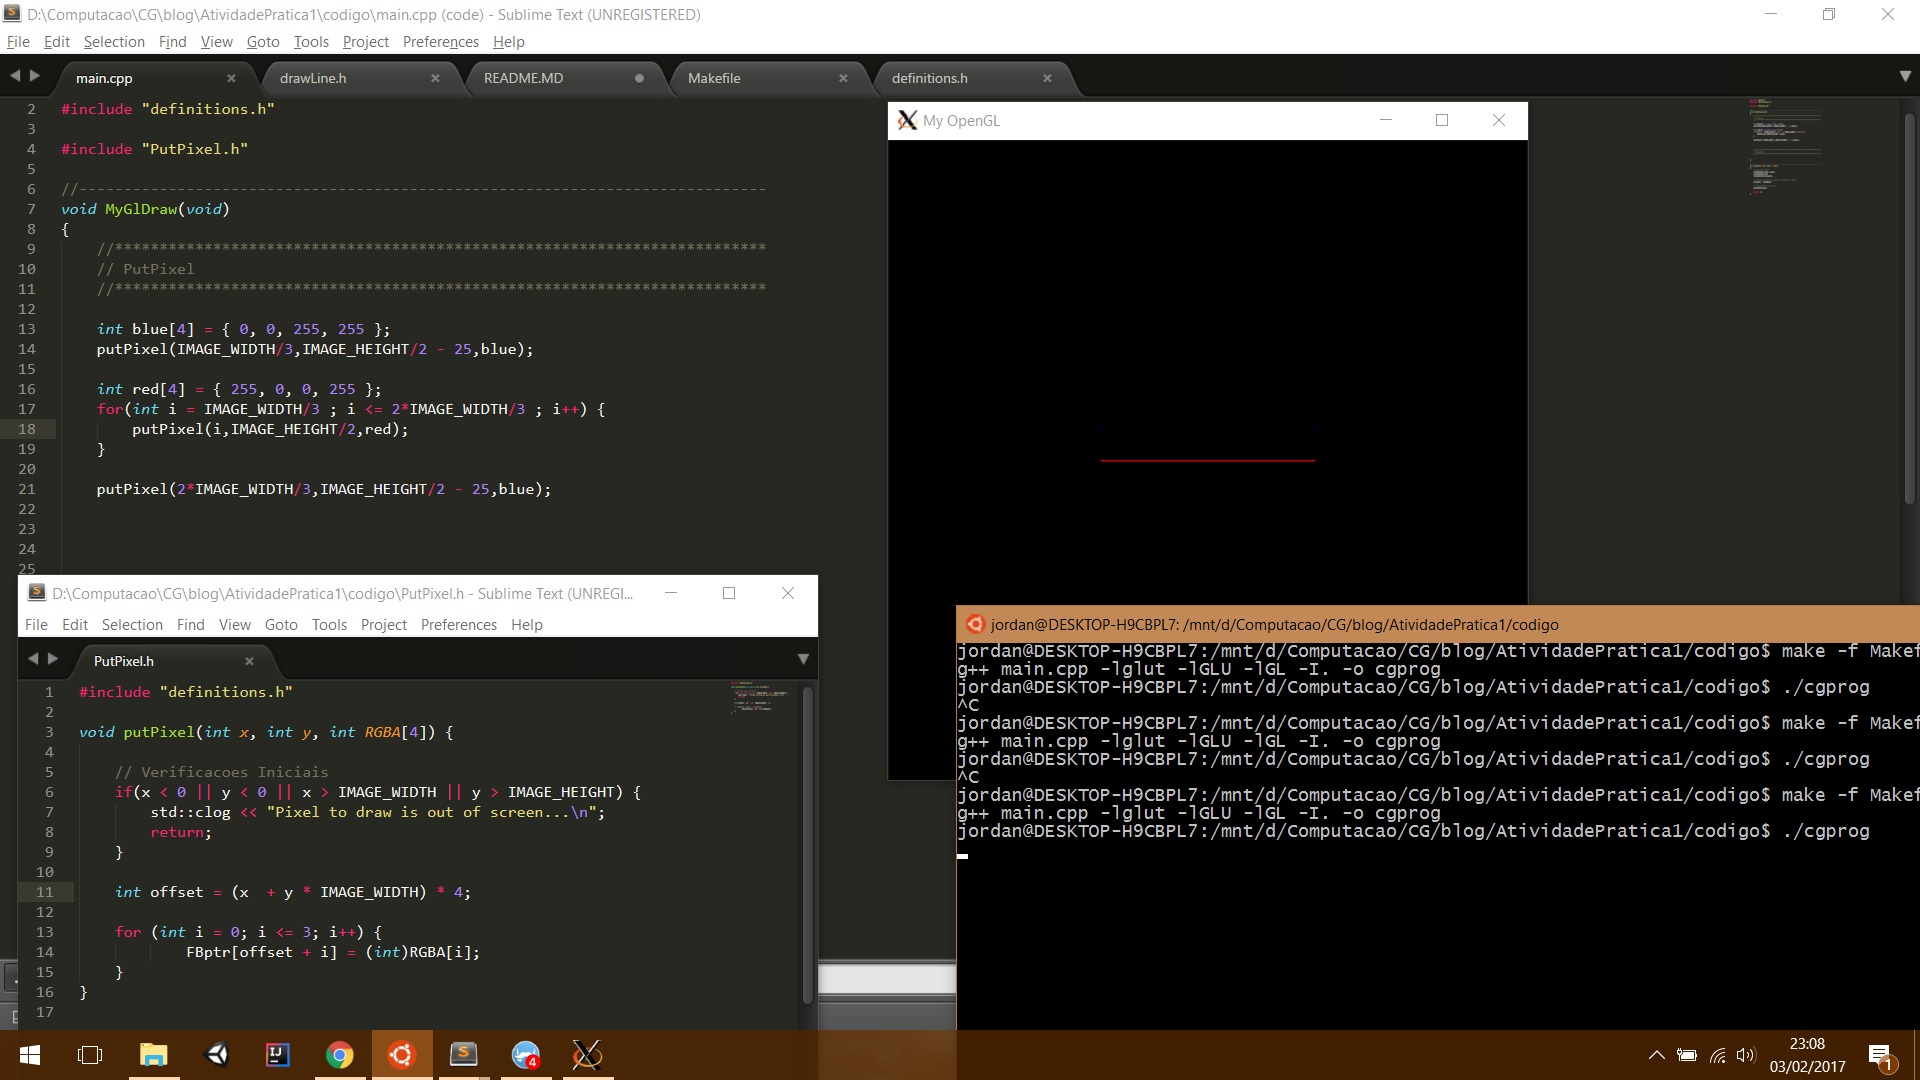 D:\Computacao\CG\blog\AtividadePratica1\codigo\main.cpp (code) - Sublime Text (UNREGISTERED)
File Edit Selection Find View Goto Tools Project Preferences Help
main.cpp drawLine.h README.MD Makefile definitions.h
2 #include "definitions.h"
3
4 #include "PutPixel.h"
5
6 //-----------------------------------------------------------------------------
7 void MyGlDraw(void)
8 {
9 //*************************************************************************
10 // PutPixel
11 //*************************************************************************
12
13 int blue[4] = { 0, 0, 255, 255 };
14 putPixel(IMAGE_WIDTH/3,IMAGE_HEIGHT/2 - 25,blue);
15
16 int red[4] = { 255, 0, 0, 255 };
17 for(int i = IMAGE_WIDTH/3 ; i <= 2*IMAGE_WIDTH/3 ; i++) {
18 putPixel(i,IMAGE_HEIGHT/2,red);
19 }
20
21 putPixel(2*IMAGE_WIDTH/3,IMAGE_HEIGHT/2 - 25,blue);
22
23
24
25
My OpenGL
D:\Computacao\CG\blog\AtividadePratica1\codigo\PutPixel.h - Sublime Text (UNREGI...
File Edit Selection Find View Goto Tools Project Preferences Help
PutPixel.h
1 #include "definitions.h"
2
3 void putPixel(int x, int y, int RGBA[4]) {
4
5 // Verificacoes Iniciais
6 if(x < 0 || y < 0 || x > IMAGE_WIDTH || y > IMAGE_HEIGHT) {
7 std::clog << "Pixel to draw is out of screen...\n";
8 return;
9 }
10
11 int offset = (x  + y * IMAGE_WIDTH) * 4;
12
13 for (int i = 0; i <= 3; i++) {
14 FBptr[offset + i] = (int)RGBA[i];
15 }
16 }
17
jordan@DESKTOP-H9CBPL7: /mnt/d/Computacao/CG/blog/AtividadePratica1/codigo
jordan@DESKTOP-H9CBPL7:/mnt/d/Computacao/CG/blog/AtividadePratica1/codigo$ make -f Makef
g++ main.cpp -lglut -lGLU -lGL -I. -o cgprog
jordan@DESKTOP-H9CBPL7:/mnt/d/Computacao/CG/blog/AtividadePratica1/codigo$ ./cgprog
^C
jordan@DESKTOP-H9CBPL7:/mnt/d/Computacao/CG/blog/AtividadePratica1/codigo$ make -f Makef
g++ main.cpp -lglut -lGLU -lGL -I. -o cgprog
jordan@DESKTOP-H9CBPL7:/mnt/d/Computacao/CG/blog/AtividadePratica1/codigo$ ./cgprog
^C
jordan@DESKTOP-H9CBPL7:/mnt/d/Computacao/CG/blog/AtividadePratica1/codigo$ make -f Makef
g++ main.cpp -lglut -lGLU -lGL -I. -o cgprog
jordan@DESKTOP-H9CBPL7:/mnt/d/Computacao/CG/blog/AtividadePratica1/codigo$ ./cgprog
IJ
4
23:08
03/02/2017
1